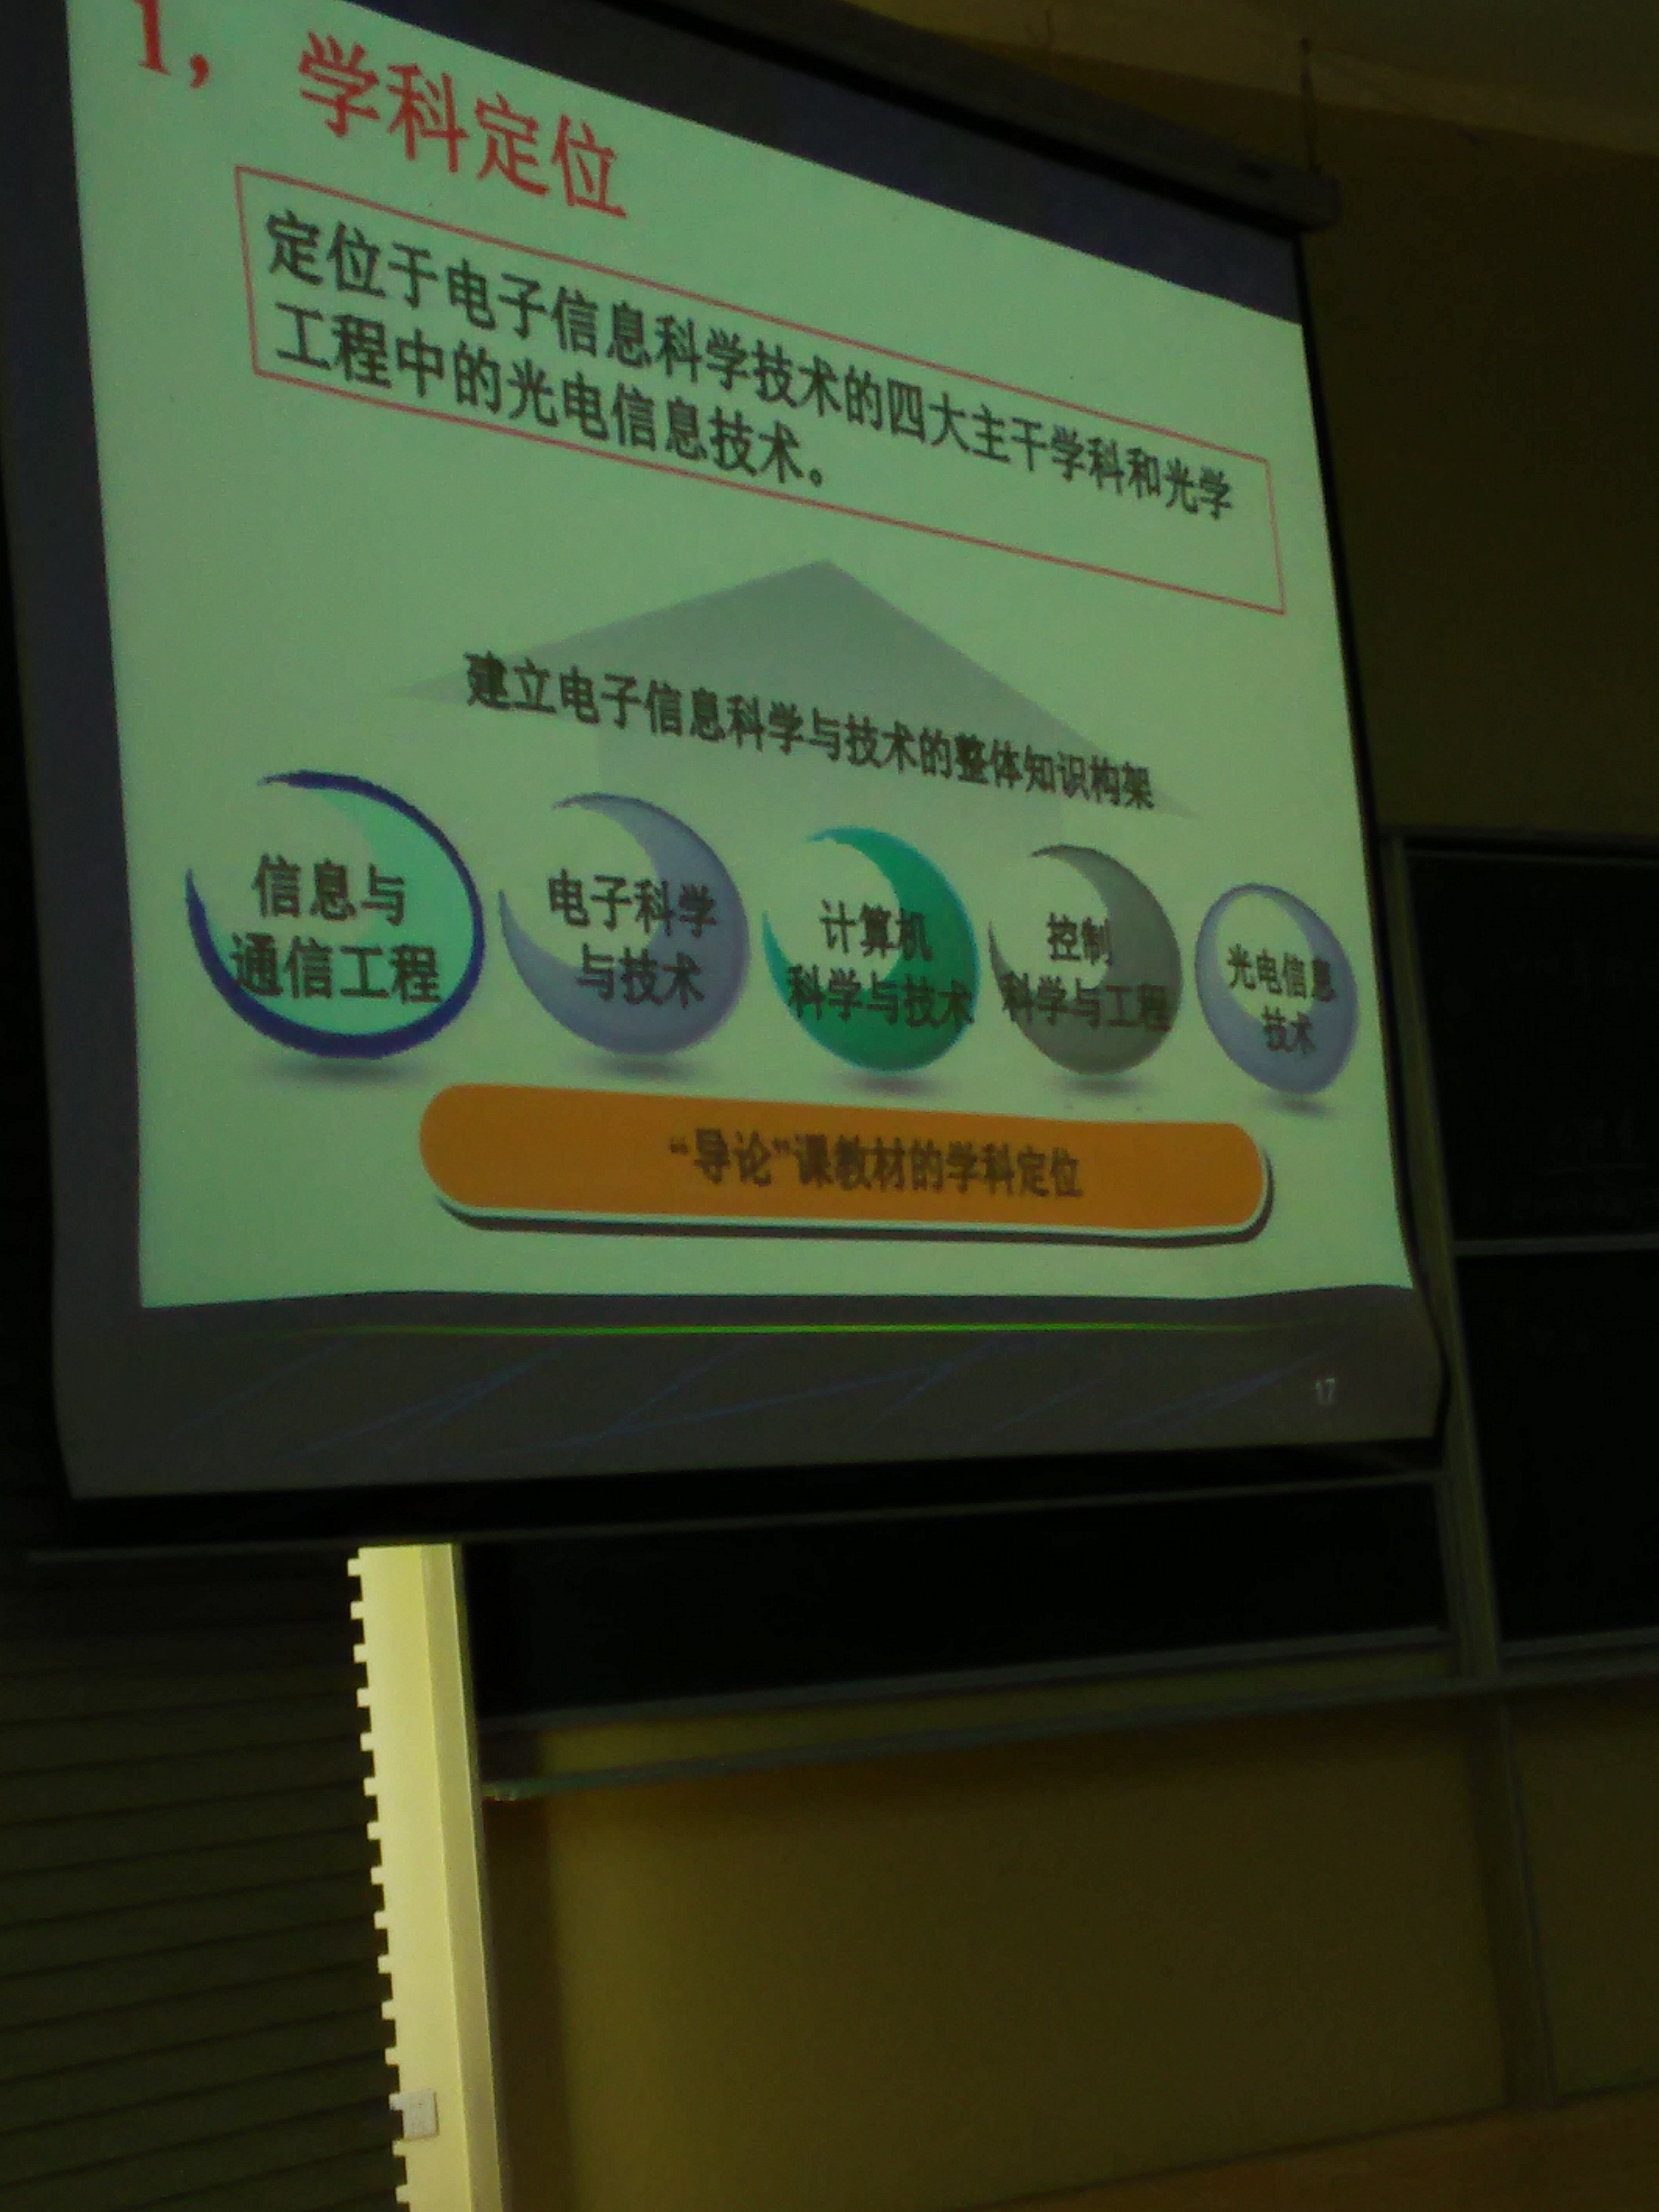 1，学科定位
定位于电子信息科学技术的四大主干学科和光学
工程中的光电信息技术。
建立电子信息科学与技术的整体知识构架
信息与
通信工程
电子科学
与技术
计算机
科学与技术
控制
科学与工程
光电信息
技术
“导论”课教材的学科定位
17